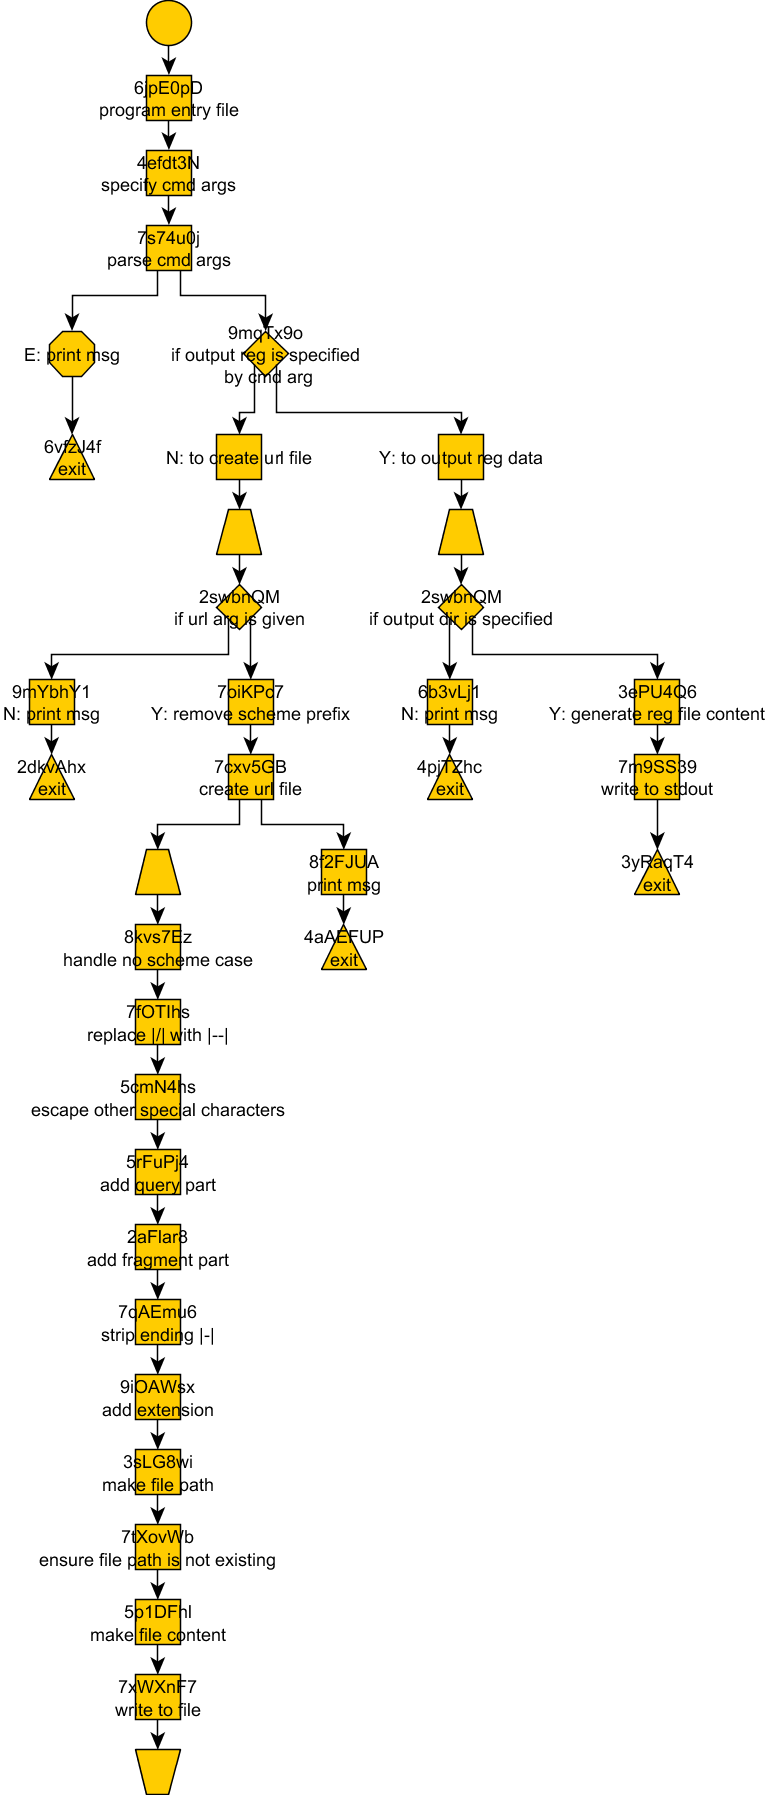 6jpE0pD
program entry file
4efdt3N
specify cmd args
7s74u0j
parse cmd args
E: print msg
6vfzJ4f
exit
9mqTx9o
if output reg is specified
by cmd arg
N: to create url file
Y: to output reg data
2swbnQM
if url arg is given
2swbnQM
if output dir is specified
9mYbhY1
N: print msg
2dkvAhx
exit
7oiKPc7
Y: remove scheme prefix
7cxv5GB
create url file
6b3vLj1
N: print msg
4pjTZhc
exit
3ePU4Q6
Y: generate reg file content
7m9SS39
write to stdout
3yRaqT4
exit
8f2FJUA
print msg
4aAEFUP
exit
8kvs7Ez
handle no scheme case
7fOTIhs
replace |/| with |--|
5cmN4hs
escape other special characters
5rFuPj4
add query part
2aFlar8
add fragment part
7qAEmu6
strip ending |-|
9iOAWsx
add extension
3sLG8wi
make file path
7tXovWb
ensure file path is not existing
5p1DFhI
make file content
7xWXnF7
write to file